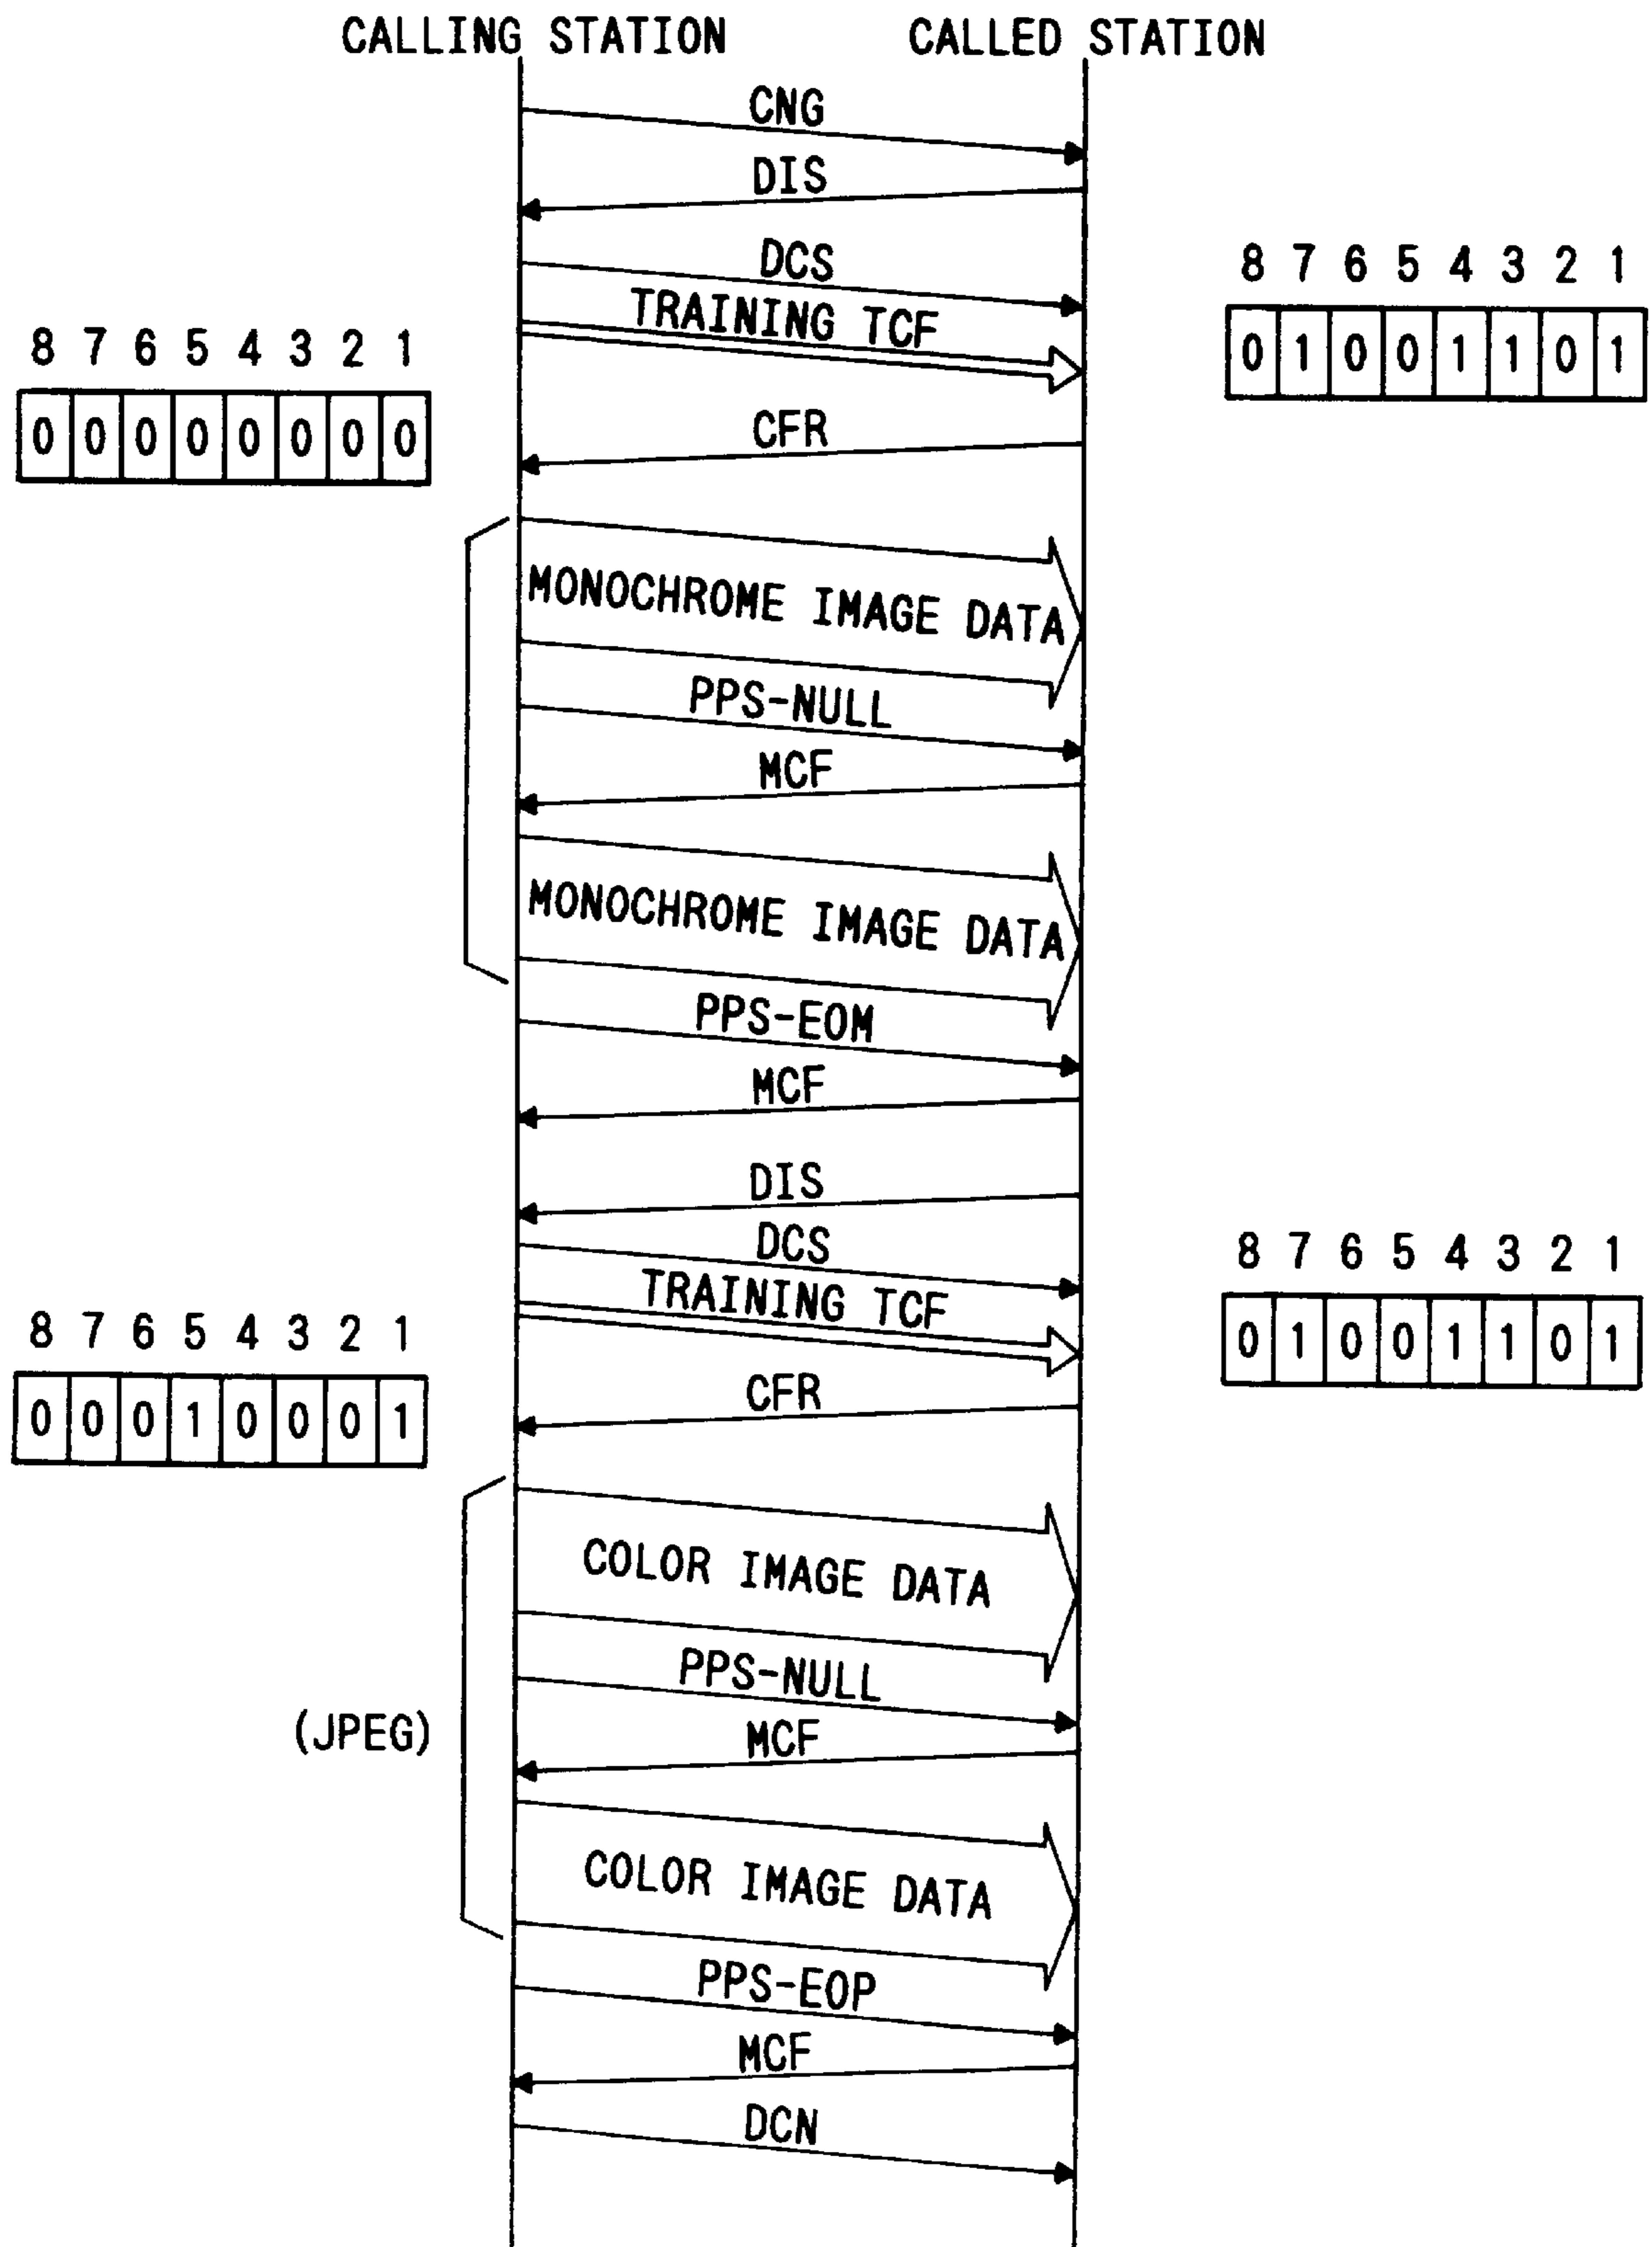 CALLING STATION
CALLED STATION
CNG
DIS
DCS
8 7 6 5 4 3 2 1
0 1 0 0 1 1 0 1
TRAINING TCF
8 7 6 5 4 3 2 1
0 0 0 0 0 0 0 0
CFR
MONOCHROME IMAGE DATA
PPS-NULL
MCF
MONOCHROME IMAGE DATA
PPS-EOM
MCF
DIS
DCS
8 7 6 5 4 3 2 1
0 1 0 0 1 1 0 1
TRAINING TCF
8 7 6 5 4 3 2 1
0 0 0 1 0 0 0 1
CFR
COLOR IMAGE DATA
PPS-NULL
(JPEG)
MCF
COLOR IMAGE DATA
PPS-EOP
MCF
DCN